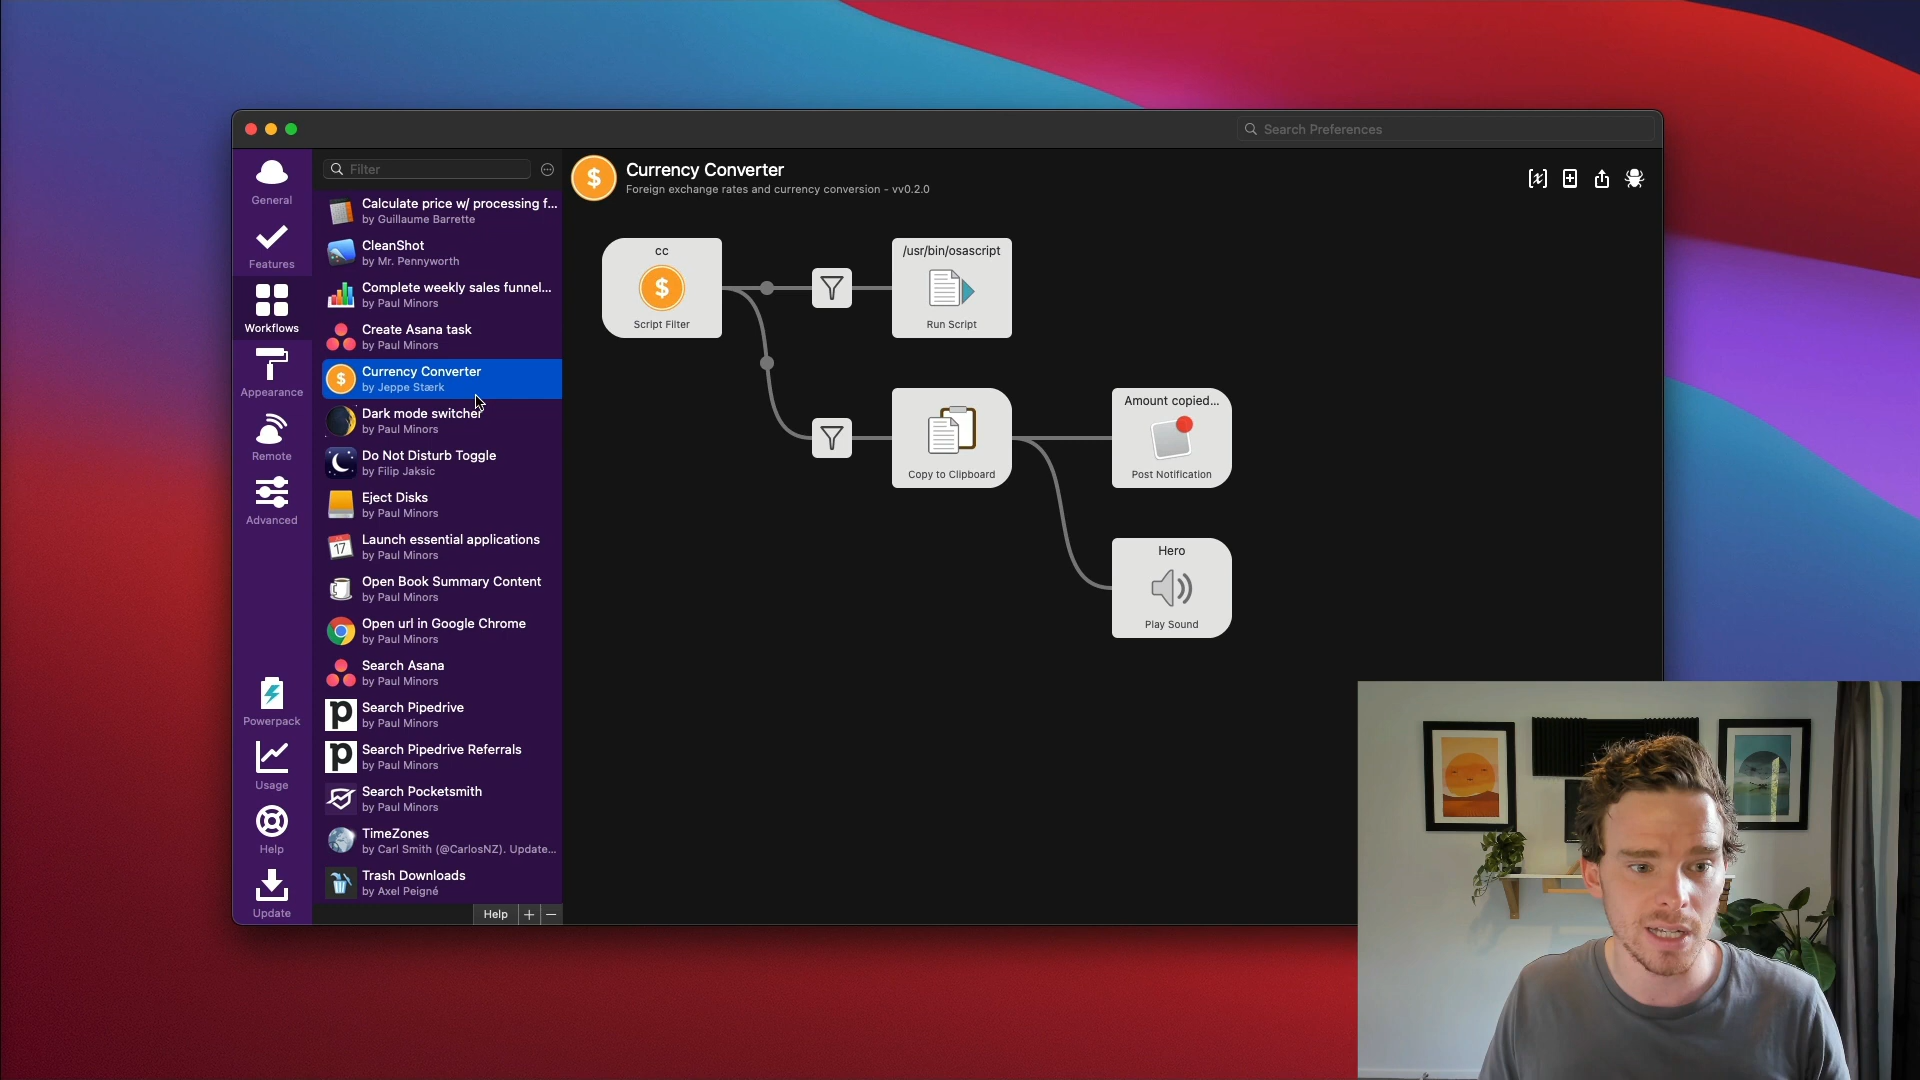 Search Preferences
General
Features
Workflows
Appearance
Remote
Advanced
Powerpack
Usage
Help
Update
Filter
Calculate price w/ processing f...
by Guillaume Barrette
CleanShot
by Mr. Pennyworth
Complete weekly sales funnel...
by Paul Minors
Create Asana task
by Paul Minors
$
Currency Converter
by Jeppe Stærk
Dark mode switcher
by Paul Minors
Do Not Disturb Toggle
by Filip Jaksic
Eject Disks
by Paul Minors
17
Launch essential applications
by Paul Minors
Open Book Summary Content
by Paul Minors
Open url in Google Chrome
by Paul Minors
Search Asana
by Paul Minors
p
Search Pipedrive
by Paul Minors
p
Search Pipedrive Referrals
by Paul Minors
Search Pocketsmith
by Paul Minors
TimeZones
by Carl Smith (@CarlosNZ). Update...
Trash Downloads
by Axel Peigné
Help + −
$
Currency Converter
Foreign exchange rates and currency conversion - vv0.2.0
[x]
cc
$
Script Filter
/usr/bin/osascript
Run Script
Copy to Clipboard
Amount copied...
Post Notification
Hero
Play Sound